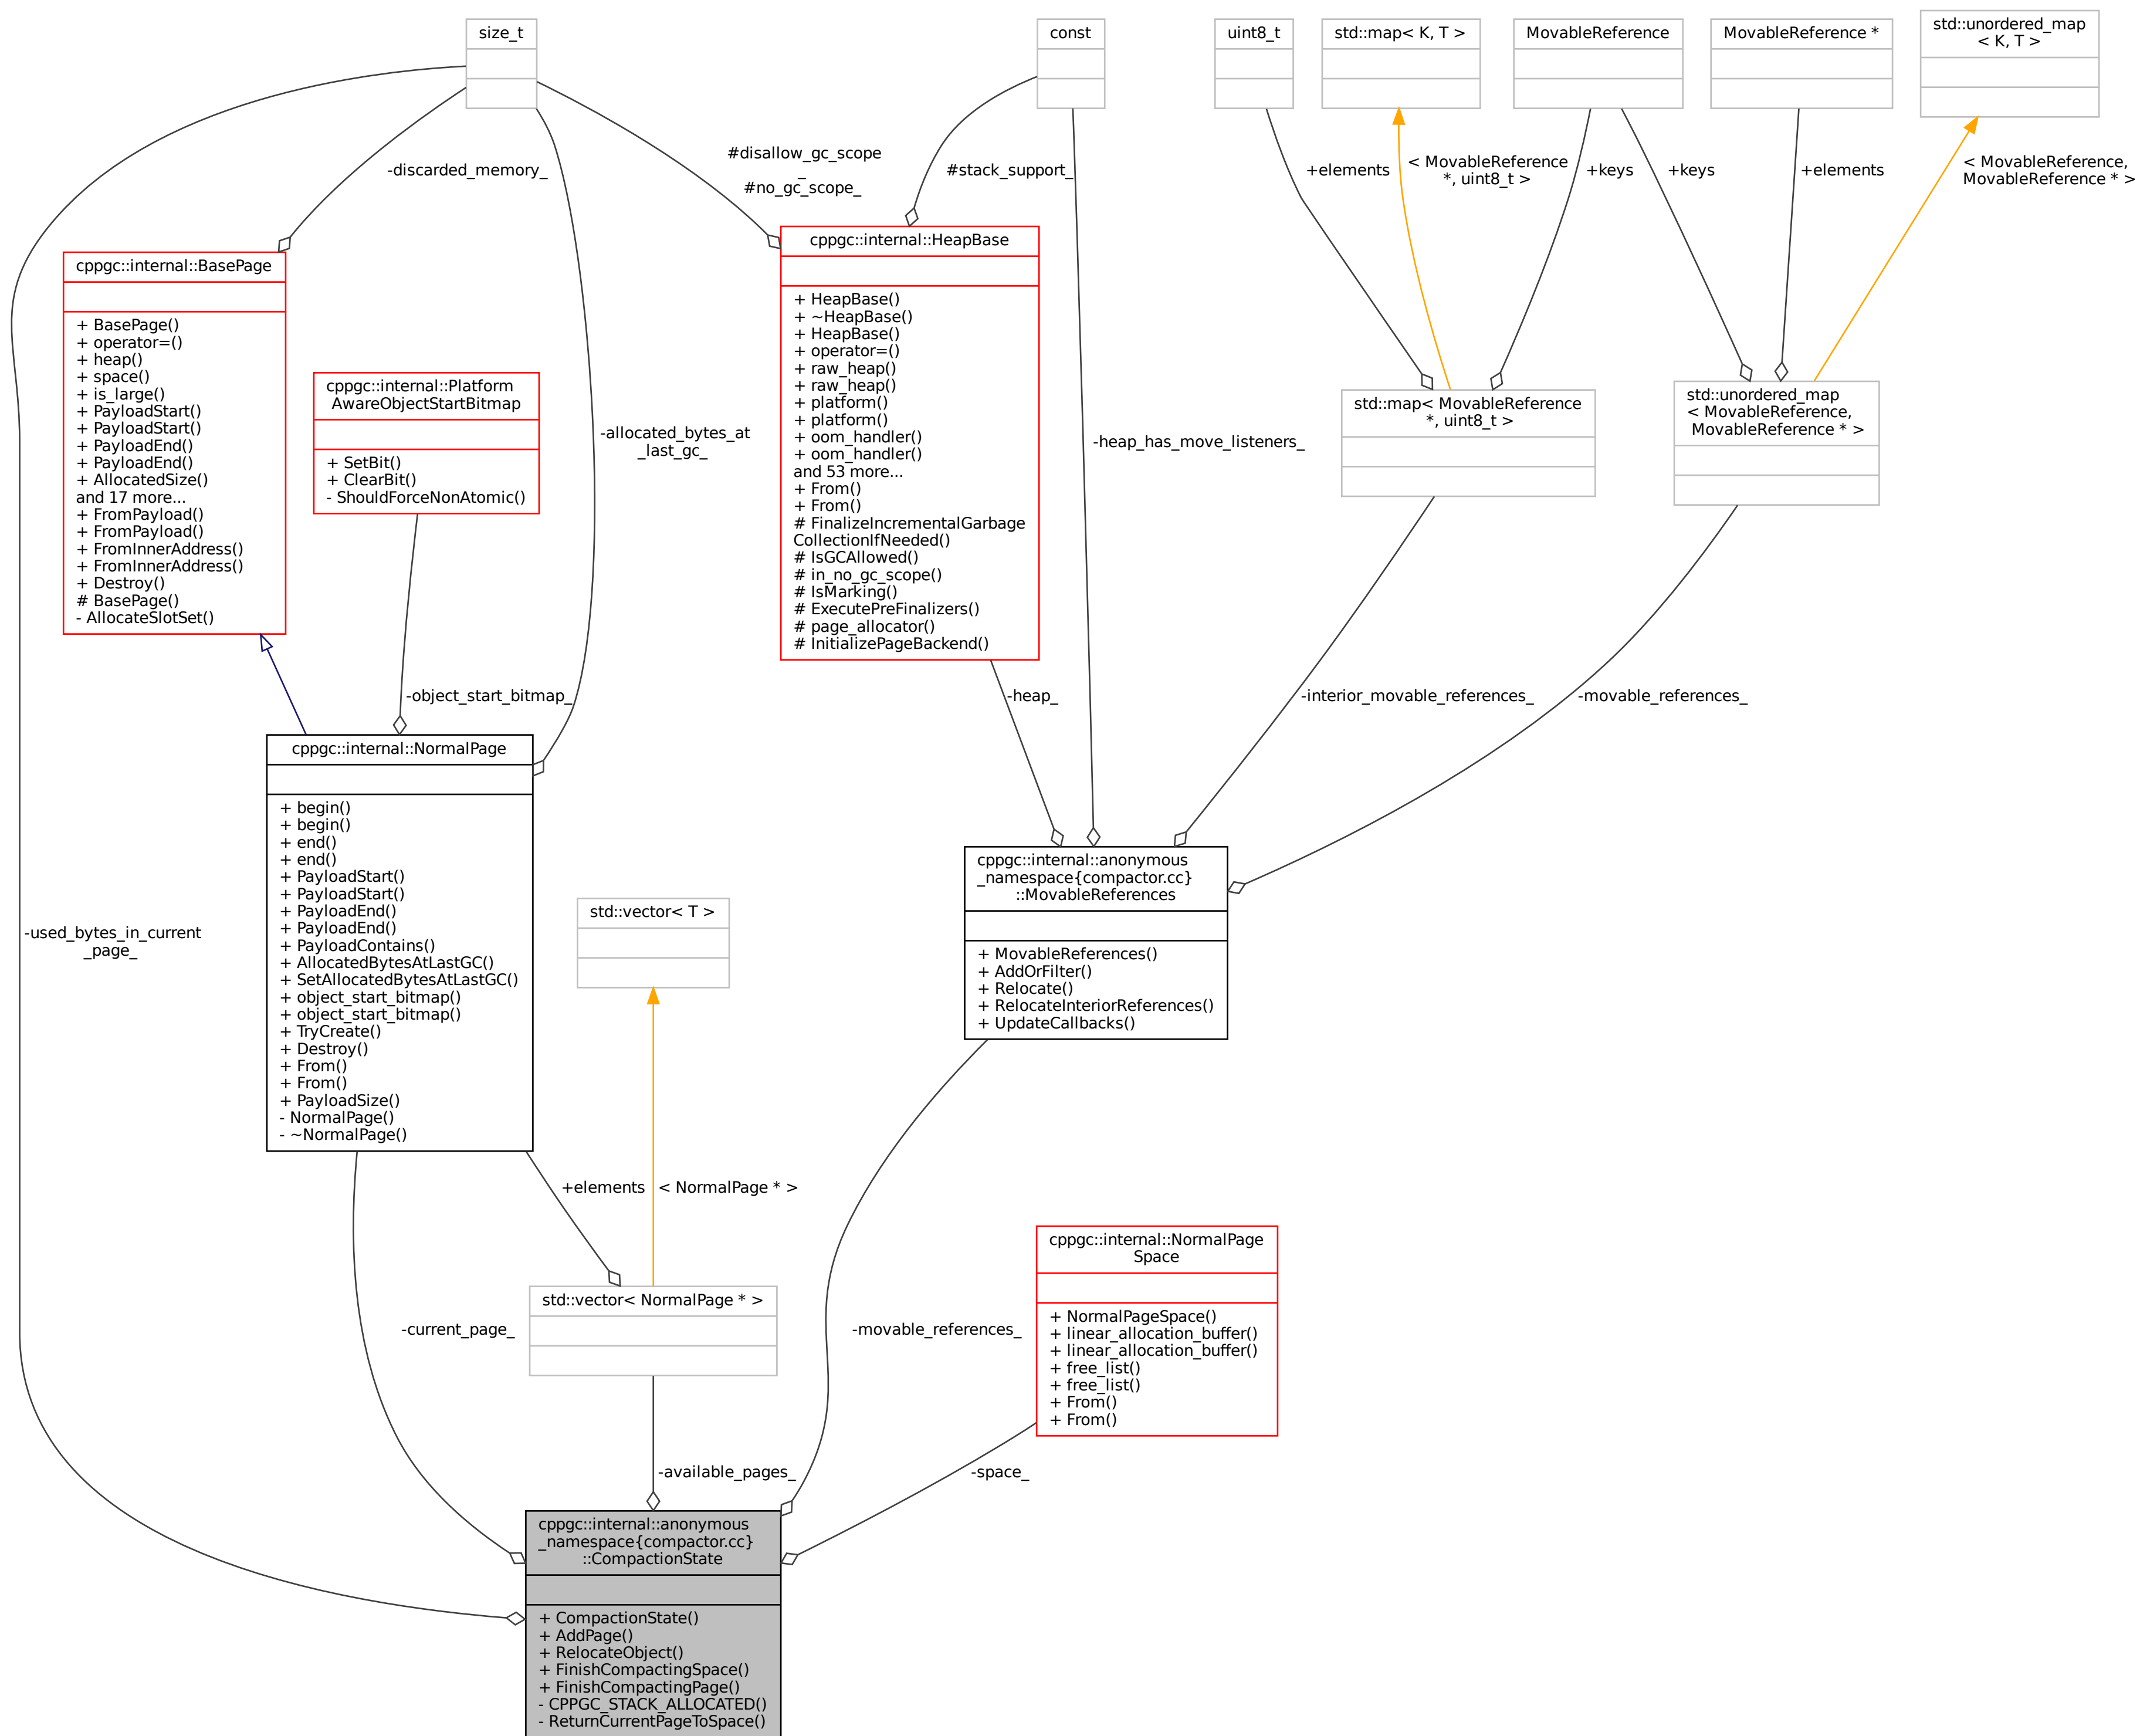 size_t
const
uint8_t
std::map< K, T >
MovableReference
MovableReference *
std::unordered_map
< K, T >
#disallow_gc_scope
_
#no_gc_scope_
-discarded_memory_
#stack_support_
+elements
< MovableReference
*, uint8_t >
+keys
+keys
+elements
< MovableReference,
MovableReference * >
cppgc::internal::BasePage
+ BasePage()
+ operator=()
+ heap()
+ space()
+ is_large()
+ PayloadStart()
+ PayloadStart()
+ PayloadEnd()
+ PayloadEnd()
+ AllocatedSize()
and 17 more...
+ FromPayload()
+ FromPayload()
+ FromInnerAddress()
+ FromInnerAddress()
+ Destroy()
# BasePage()
- AllocateSlotSet()
cppgc::internal::Platform
AwareObjectStartBitmap
+ SetBit()
+ ClearBit()
- ShouldForceNonAtomic()
-allocated_bytes_at
_last_gc_
cppgc::internal::HeapBase
+ HeapBase()
+ ~HeapBase()
+ HeapBase()
+ operator=()
+ raw_heap()
+ raw_heap()
+ platform()
+ platform()
+ oom_handler()
+ oom_handler()
and 53 more...
+ From()
+ From()
# FinalizeIncrementalGarbage
CollectionIfNeeded()
# IsGCAllowed()
# in_no_gc_scope()
# IsMarking()
# ExecutePreFinalizers()
# page_allocator()
# InitializePageBackend()
-heap_has_move_listeners_
std::map< MovableReference
*, uint8_t >
std::unordered_map
< MovableReference,
MovableReference * >
-object_start_bitmap_
-heap_
-interior_movable_references_
-movable_references_
cppgc::internal::NormalPage
+ begin()
+ begin()
+ end()
+ end()
+ PayloadStart()
+ PayloadStart()
+ PayloadEnd()
+ PayloadEnd()
+ PayloadContains()
+ AllocatedBytesAtLastGC()
+ SetAllocatedBytesAtLastGC()
+ object_start_bitmap()
+ object_start_bitmap()
+ TryCreate()
+ Destroy()
+ From()
+ From()
+ PayloadSize()
- NormalPage()
- ~NormalPage()
-used_bytes_in_current
_page_
std::vector< T >
cppgc::internal::anonymous
_namespace{compactor.cc}
::MovableReferences
+ MovableReferences()
+ AddOrFilter()
+ Relocate()
+ RelocateInteriorReferences()
+ UpdateCallbacks()
+elements
< NormalPage * >
std::vector< NormalPage * >
-current_page_
-movable_references_
cppgc::internal::NormalPage
Space
+ NormalPageSpace()
+ linear_allocation_buffer()
+ linear_allocation_buffer()
+ free_list()
+ free_list()
+ From()
+ From()
-available_pages_
-space_
cppgc::internal::anonymous
_namespace{compactor.cc}
::CompactionState
+ CompactionState()
+ AddPage()
+ RelocateObject()
+ FinishCompactingSpace()
+ FinishCompactingPage()
- CPPGC_STACK_ALLOCATED()
- ReturnCurrentPageToSpace()